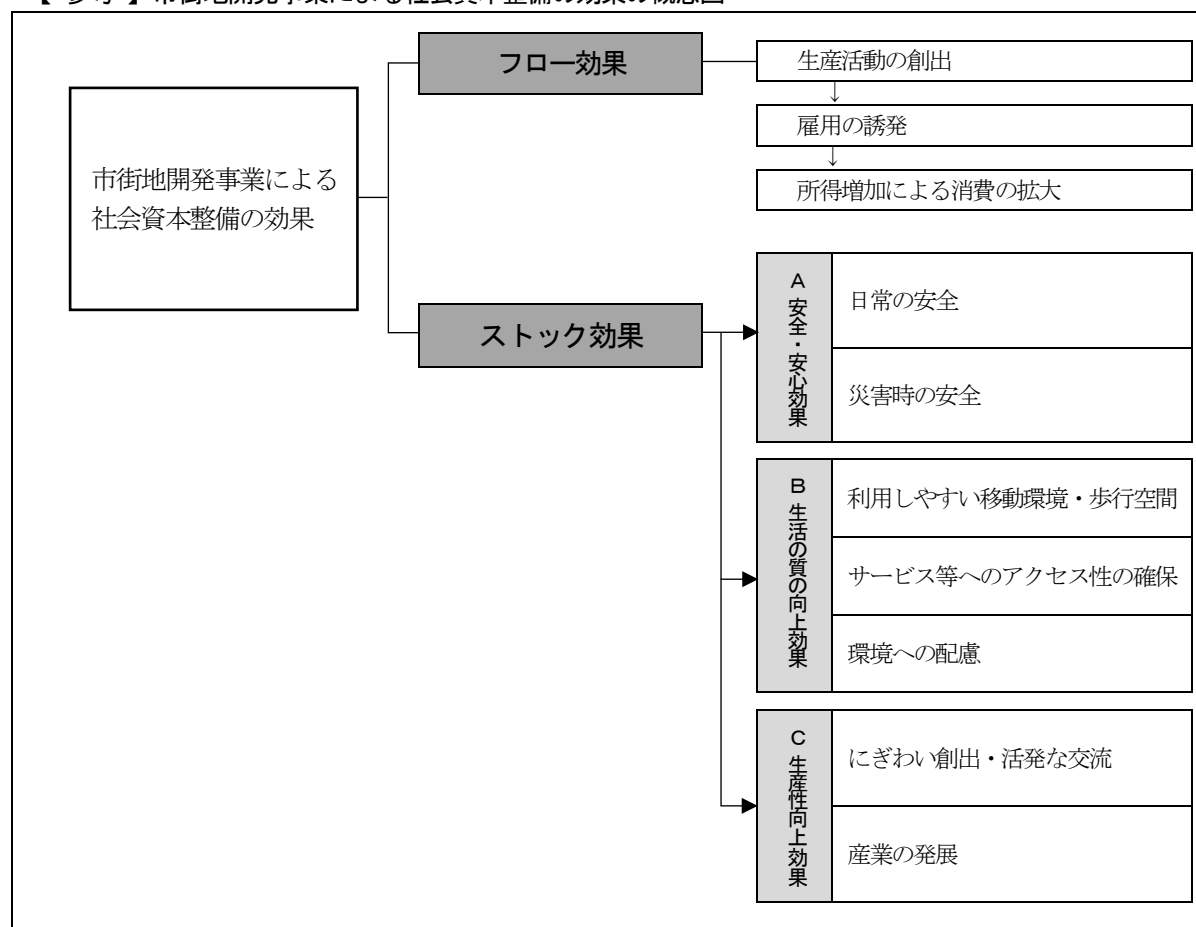 【 参考 】市街地開発事業による社会資本整備の効果の概念図
市街地開発事業による
社会資本整備の効果
フロー効果
生産活動の創出
↓
雇用の誘発
↓
所得増加による消費の拡大
ストック効果
A 安全・安心効果
日常の安全
災害時の安全
B 生活の質の向上効果
利用しやすい移動環境・歩行空間
サービス等へのアクセス性の確保
環境への配慮
C 生産性向上効果
にぎわい創出・活発な交流
産業の発展